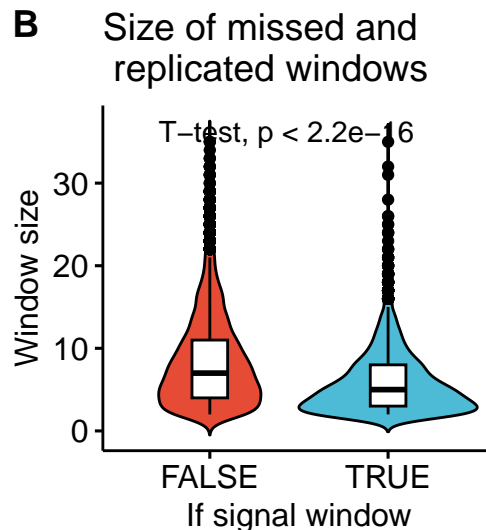 B
Size of missed and
replicated windows
T−test, p < 2.2e−16
Window size
30
20
10
0
FALSE
TRUE
If signal window